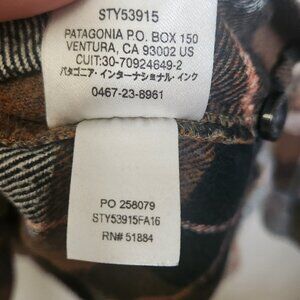 STY53915
PATAGONIA P.O. BOX 150
VENTURA, CA 93002 US
CUIT:30-70924649-2
パタゴニア・インターナショナル・インク
0467-23-8961
PO 258079
STY53915FA16
RN# 51884